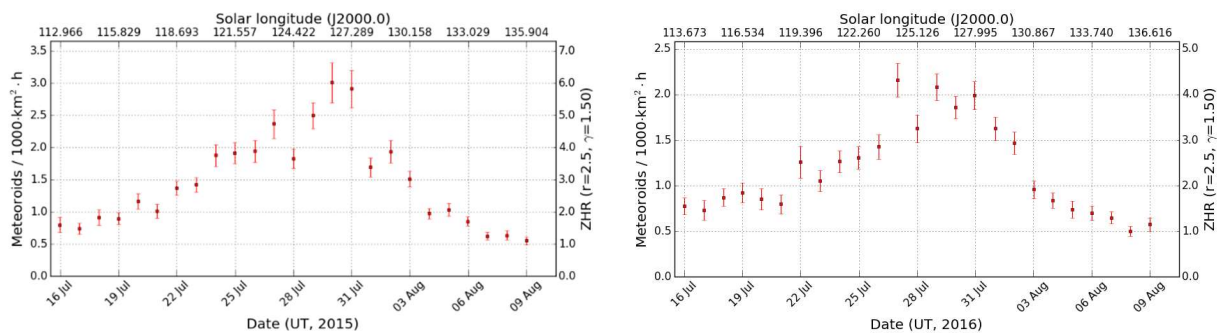 Solar longitude (J2000.0)
112.966 115.829 118.693 121.557 124.422 127.289 130.158 133.029 135.904
Meteoroids / 1000·km² · h
3.5
3.0
2.5
2.0
1.5
1.0
0.5
0.0
7.0
6.0
5.0
4.0
3.0
2.0
1.0
0.0
ZHR (r=2.5, γ=1.50)
16 Jul 19 Jul 22 Jul 25 Jul 28 Jul 31 Jul 03 Aug 06 Aug 09 Aug
Date (UT, 2015)
Solar longitude (J2000.0)
113.673 116.534 119.396 122.260 125.126 127.995 130.867 133.740 136.616
Meteoroids / 1000·km² · h
2.5
2.0
1.5
1.0
0.5
0.0
5.0
4.0
3.0
2.0
1.0
0.0
ZHR (r=2.5, γ=1.50)
16 Jul 19 Jul 22 Jul 25 Jul 28 Jul 31 Jul 03 Aug 06 Aug 09 Aug
Date (UT, 2016)